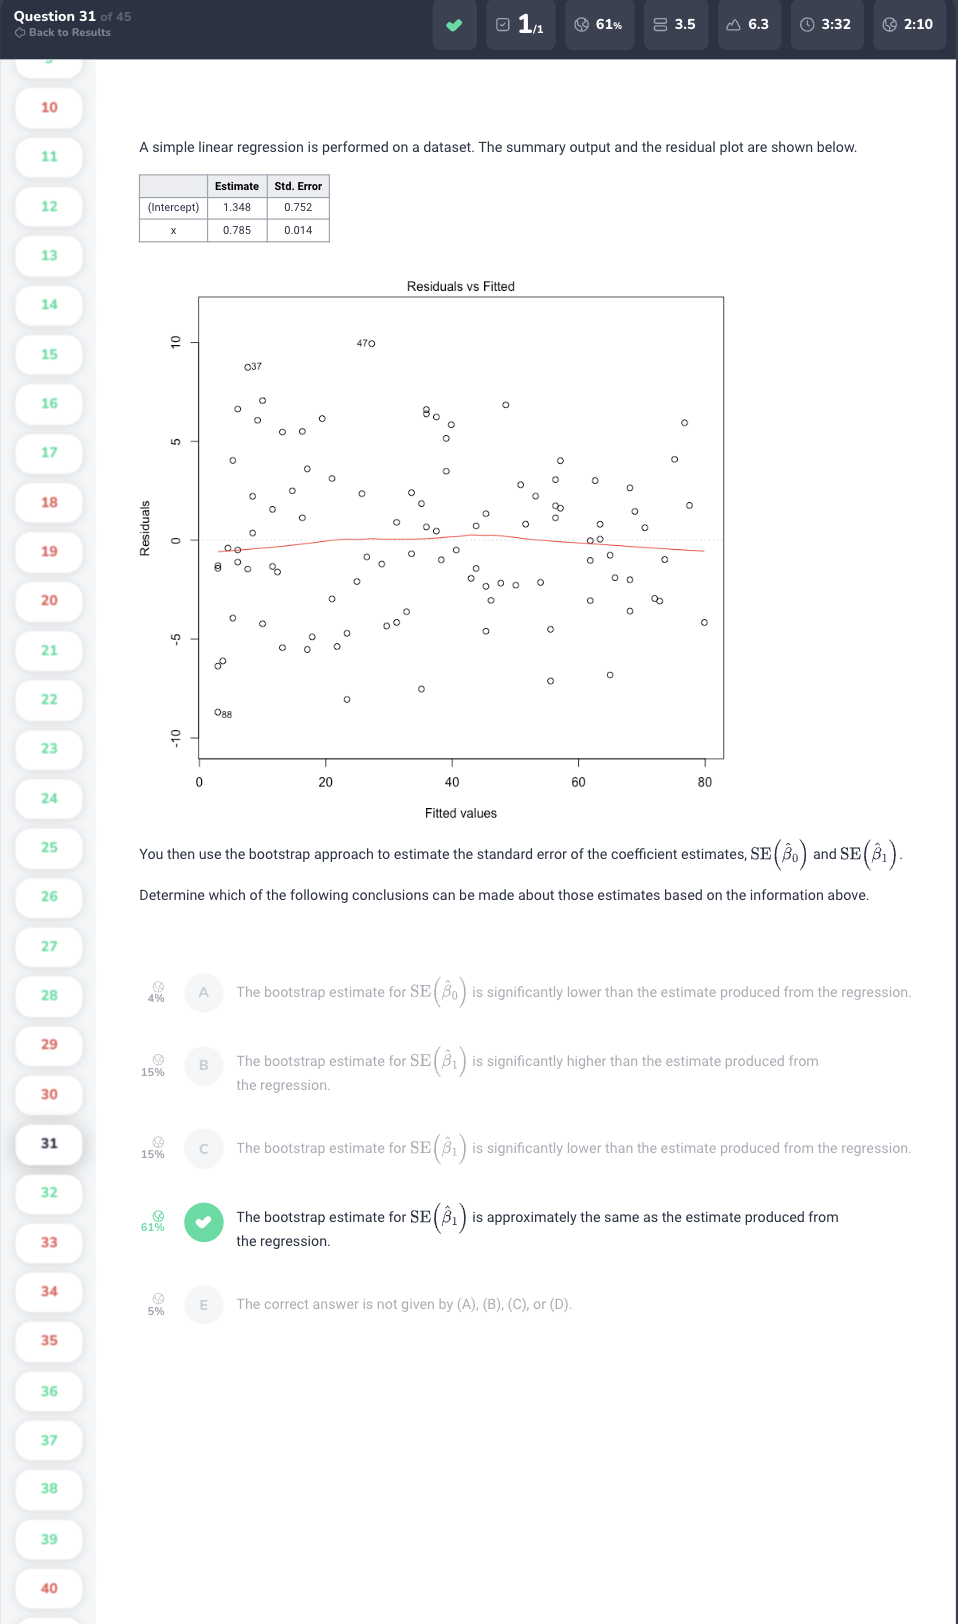 Question 31 of 45
Back to Results
1/1
61%
3.5
6.3
3:32
2:10
10
11
12
13
14
15
16
17
18
19
20
21
22
23
24
25
26
27
28
29
30
31
32
33
34
35
36
37
38
39
40
A simple linear regression is performed on a dataset. The summary output and the residual plot are shown below.
Estimate Std. Error
(Intercept) 1.348 0.752
x 0.785 0.014
Residuals vs Fitted
Residuals
10
5
0
-5
-10
47
37
88
0 20 40 60 80
Fitted values
You then use the bootstrap approach to estimate the standard error of the coefficient estimates, SE(β̂₀) and SE(β̂₁).
Determine which of the following conclusions can be made about those estimates based on the information above.
4% A The bootstrap estimate for SE(β̂₀) is significantly lower than the estimate produced from the regression.
15% B The bootstrap estimate for SE(β̂₁) is significantly higher than the estimate produced from
the regression.
15% C The bootstrap estimate for SE(β̂₁) is significantly lower than the estimate produced from the regression.
61% The bootstrap estimate for SE(β̂₁) is approximately the same as the estimate produced from
the regression.
5% E The correct answer is not given by (A), (B), (C), or (D).